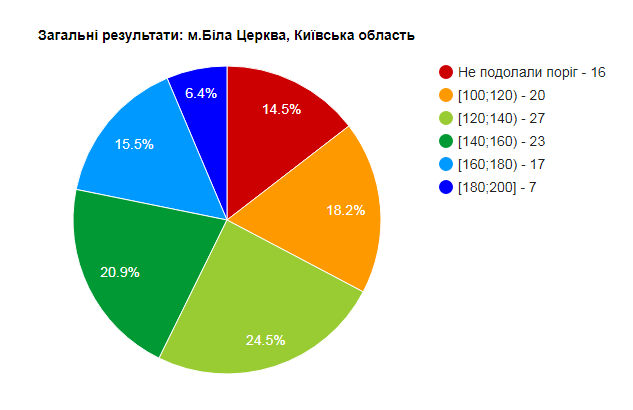 Загальні результати: м.Біла Церква, Київська область
Не подолали поріг - 16
[100;120) - 20
[120;140) - 27
[140;160) - 23
[160;180) - 17
[180;200] - 7
6.4%
14.5%
15.5%
18.2%
20.9%
24.5%